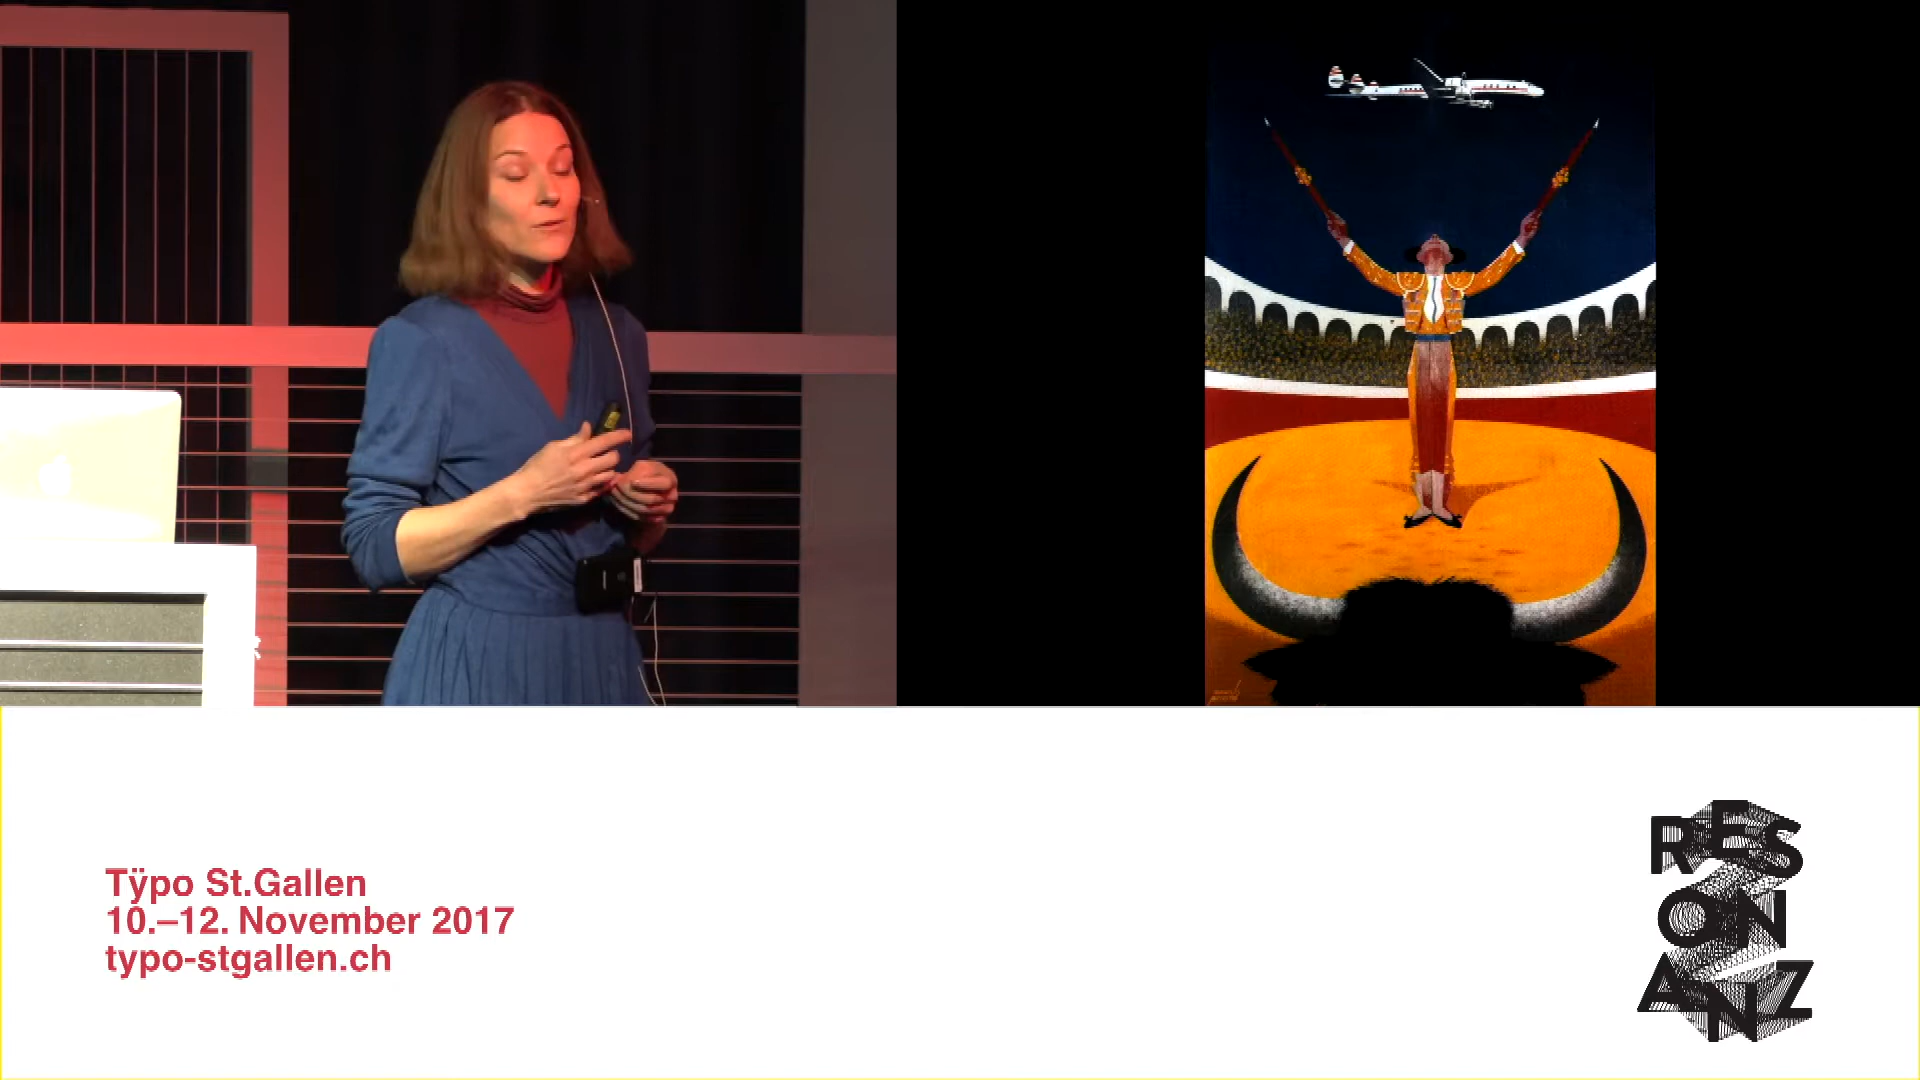 Tÿpo St.Gallen
10.–12. November 2017
typo-stgallen.ch
RES
ON
ANZ